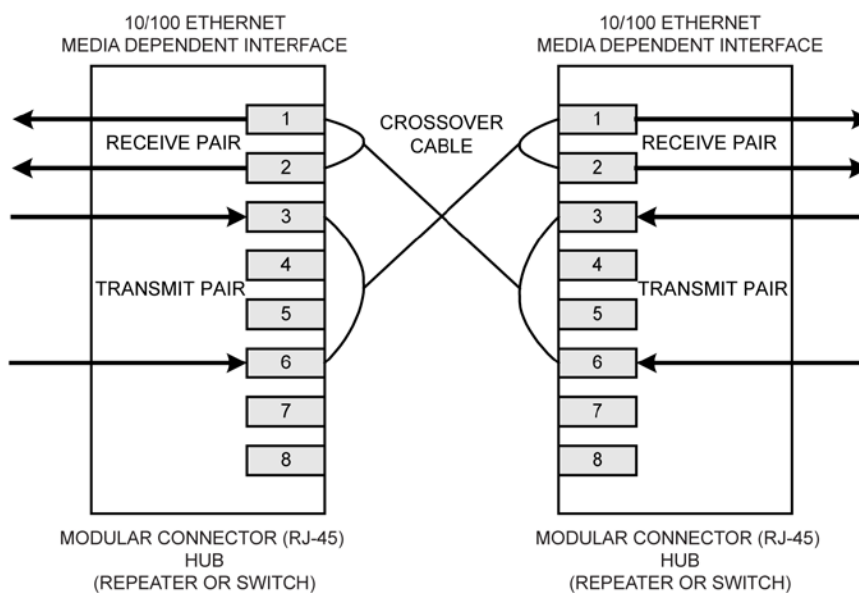 10/100 ETHERNET
MEDIA DEPENDENT INTERFACE
1
RECEIVE PAIR
2
3
4
TRANSMIT PAIR
5
6
7
8
MODULAR CONNECTOR (RJ-45)
HUB
(REPEATER OR SWITCH)
CROSSOVER
CABLE
10/100 ETHERNET
MEDIA DEPENDENT INTERFACE
1
RECEIVE PAIR
2
3
4
TRANSMIT PAIR
5
6
7
8
MODULAR CONNECTOR (RJ-45)
HUB
(REPEATER OR SWITCH)